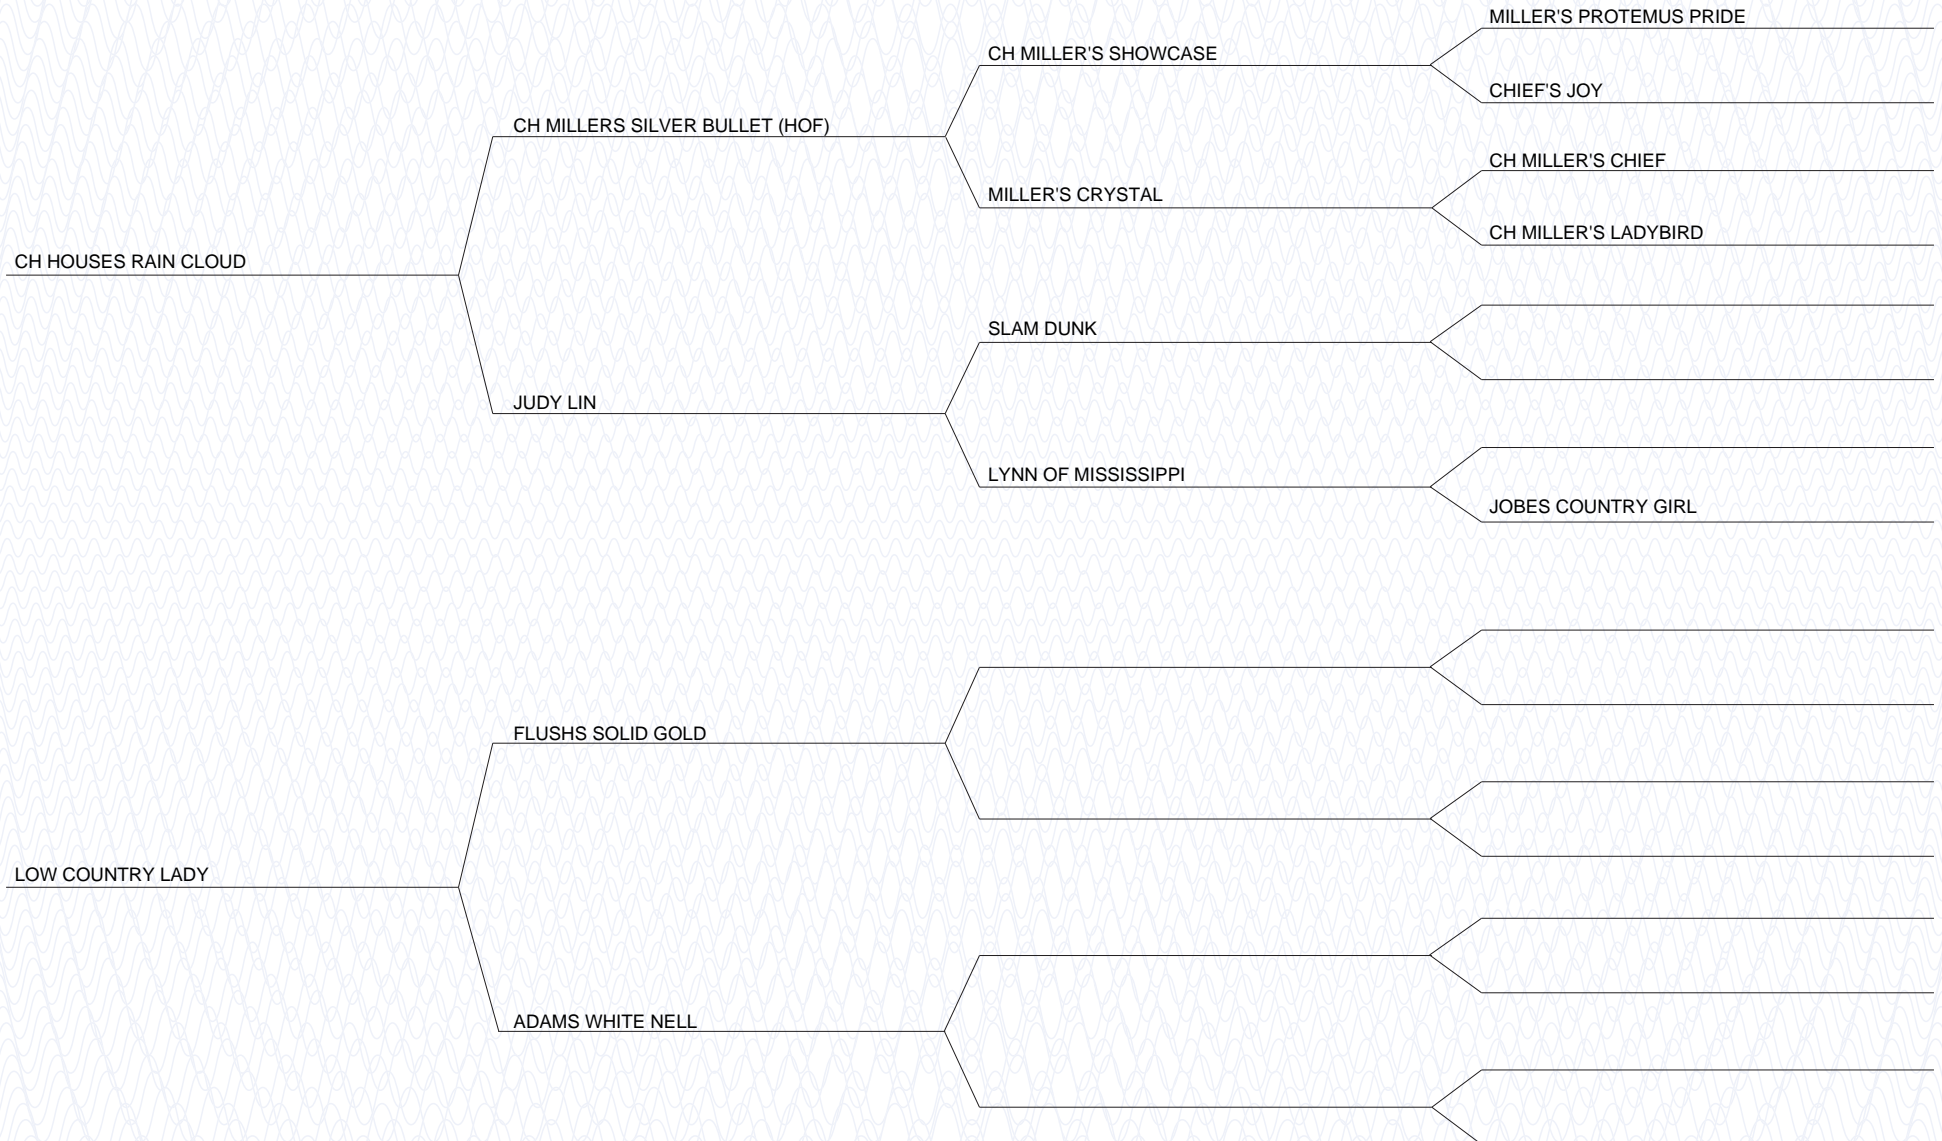 MILLER'S PROTEMUS PRIDE
CH MILLER'S SHOWCASE
CHIEF'S JOY
CH MILLERS SILVER BULLET (HOF)
CH MILLER'S CHIEF
MILLER'S CRYSTAL
CH MILLER'S LADYBIRD
CH HOUSES RAIN CLOUD
SLAM DUNK
JUDY LIN
LYNN OF MISSISSIPPI
JOBES COUNTRY GIRL
FLUSHS SOLID GOLD
LOW COUNTRY LADY
ADAMS WHITE NELL